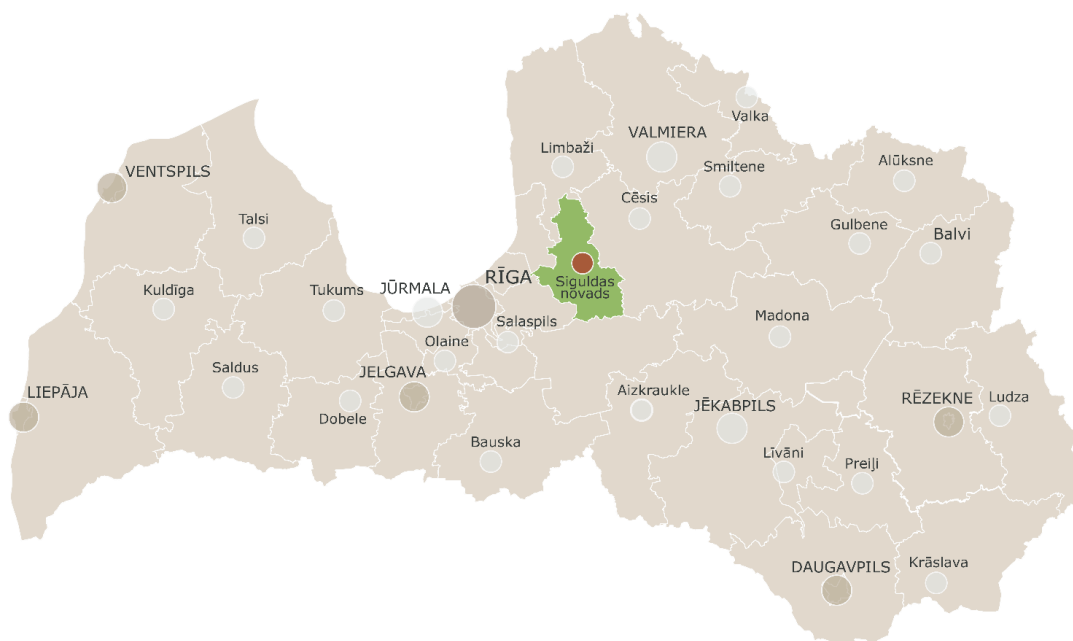 Valka
VALMIERA
Limbaži
Alūksne
Smiltene
VENTSPILS
Cēsis
Talsi
Gulbene
Balvi
RĪGA
Siguldas
novads
JŪRMALA
Kuldīga
Tukums
Madona
Salaspils
Olaine
Saldus
JELGAVA
LIEPĀJA
Aizkraukle
JĒKABPILS
RĒZEKNE
Ludza
Dobele
Bauska
Līvāni
Preiļi
DAUGAVPILS
Krāslava